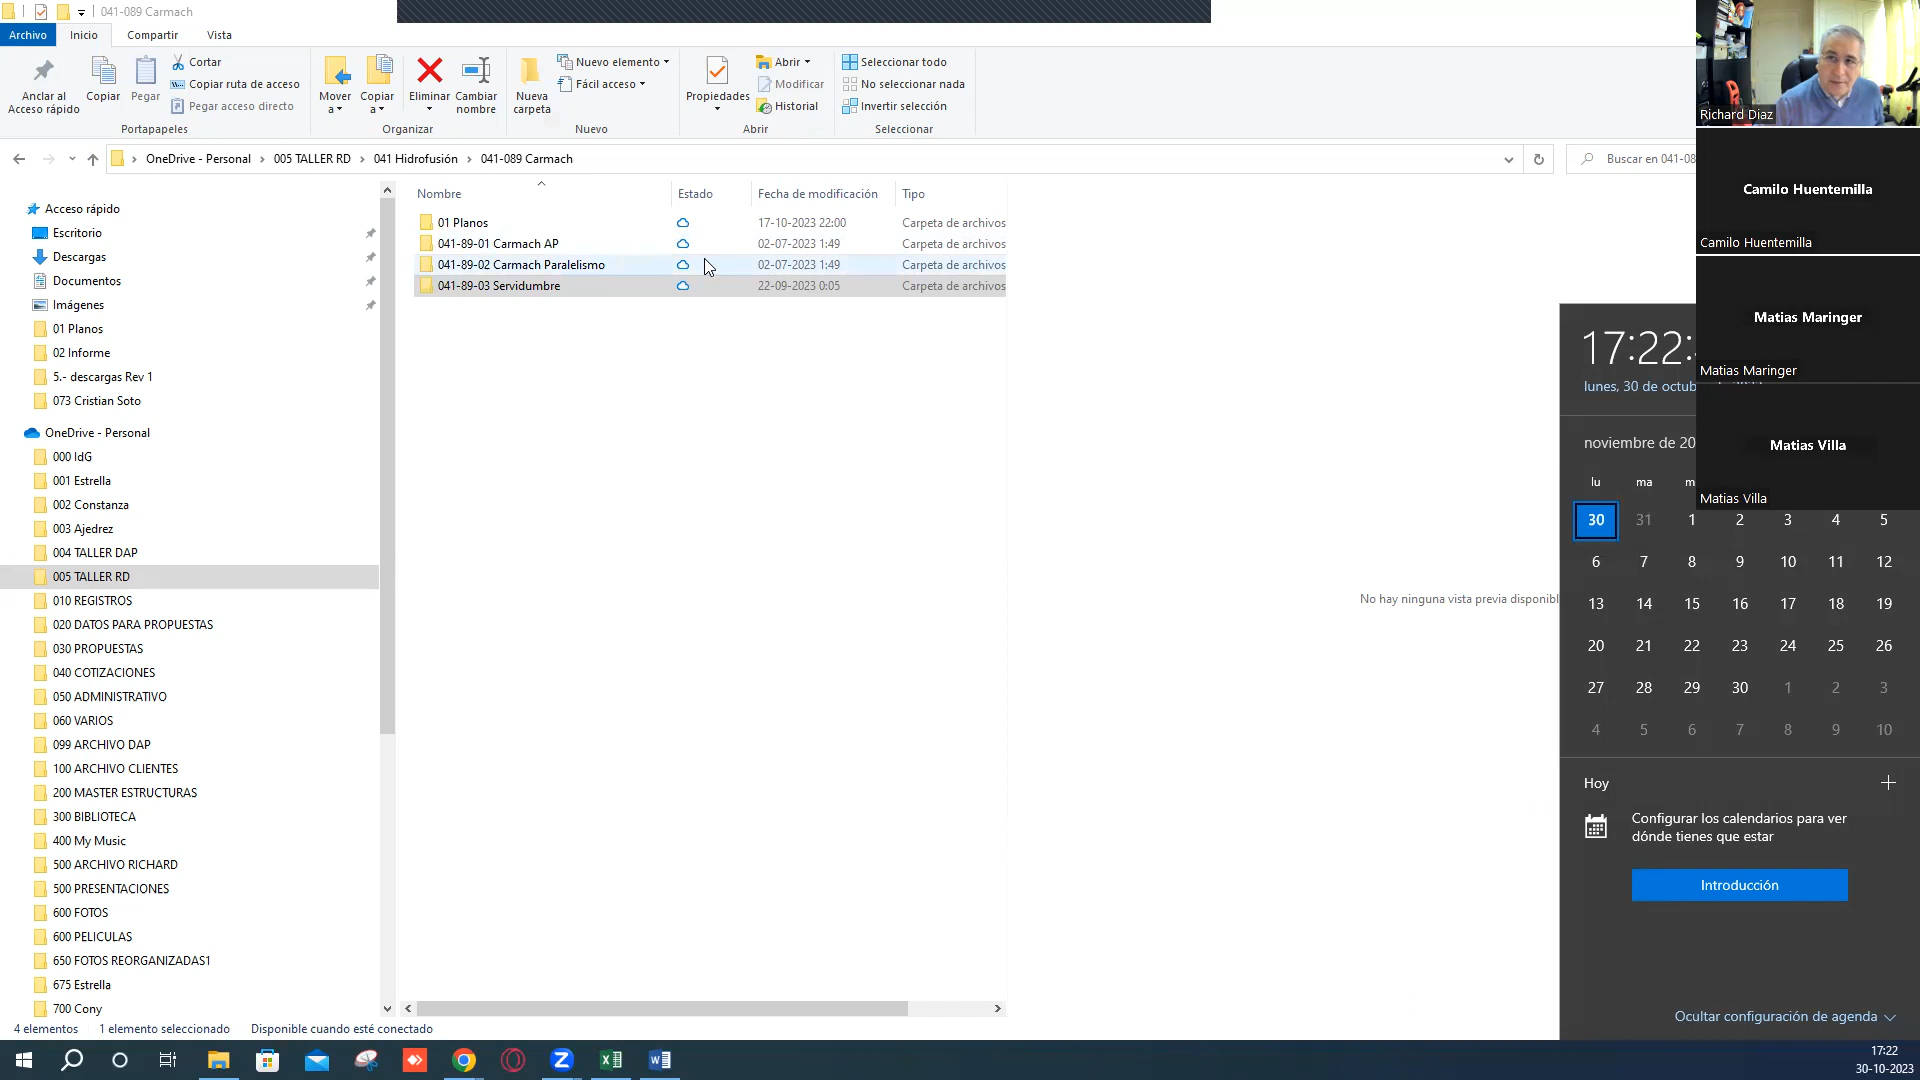 041-089 Carmach
Archivo
Inicio
Compartir
Vista
Anclar al
Acceso rápido
Copiar
Pegar
Cortar
Copiar ruta de acceso
Pegar acceso directo
Portapapeles
Mover
a
Copiar
a
Eliminar
Cambiar
nombre
Organizar
Nueva
carpeta
Nuevo elemento
Fácil acceso
Nuevo
Propiedades
Abrir
Modificar
Historial
Abrir
Seleccionar todo
No seleccionar nada
Invertir selección
Seleccionar
OneDrive - Personal
005 TALLER RD
041 Hidrofusión
041-089 Carmach
Buscar en 041-08
Acceso rápido
Escritorio
Descargas
Documentos
Imágenes
01 Planos
02 Informe
5.- descargas Rev 1
073 Cristian Soto
OneDrive - Personal
000 IdG
001 Estrella
002 Constanza
003 Ajedrez
004 TALLER DAP
005 TALLER RD
010 REGISTROS
020 DATOS PARA PROPUESTAS
030 PROPUESTAS
040 COTIZACIONES
050 ADMINISTRATIVO
060 VARIOS
099 ARCHIVO DAP
100 ARCHIVO CLIENTES
200 MASTER ESTRUCTURAS
300 BIBLIOTECA
400 My Music
500 ARCHIVO RICHARD
500 PRESENTACIONES
600 FOTOS
600 PELICULAS
650 FOTOS REORGANIZADAS1
675 Estrella
700 Cony
Nombre Estado Fecha de modificación Tipo
01 Planos 17-10-2023 22:00 Carpeta de archivos
041-89-01 Carmach AP 02-07-2023 1:49 Carpeta de archivos
041-89-02 Carmach Paralelismo 02-07-2023 1:49 Carpeta de archivos
041-89-03 Servidumbre 22-09-2023 0:05 Carpeta de archivos
No hay ninguna vista previa disponibl
Richard Diaz
Camilo Huentemilla
Camilo Huentemilla
Matias Maringer
Matias Maringer
Matias Villa
Matias Villa
17:22:
lunes, 30 de octub
noviembre de 20
lu ma m
30 31 1 2 3 4 5
6 7 8 9 10 11 12
13 14 15 16 17 18 19
20 21 22 23 24 25 26
27 28 29 30 1 2 3
4 5 6 7 8 9 10
Hoy
Configurar los calendarios para ver
dónde tienes que estar
Introducción
Ocultar configuración de agenda
4 elementos 1 elemento seleccionado Disponible cuando esté conectado
17:22
30-10-2023